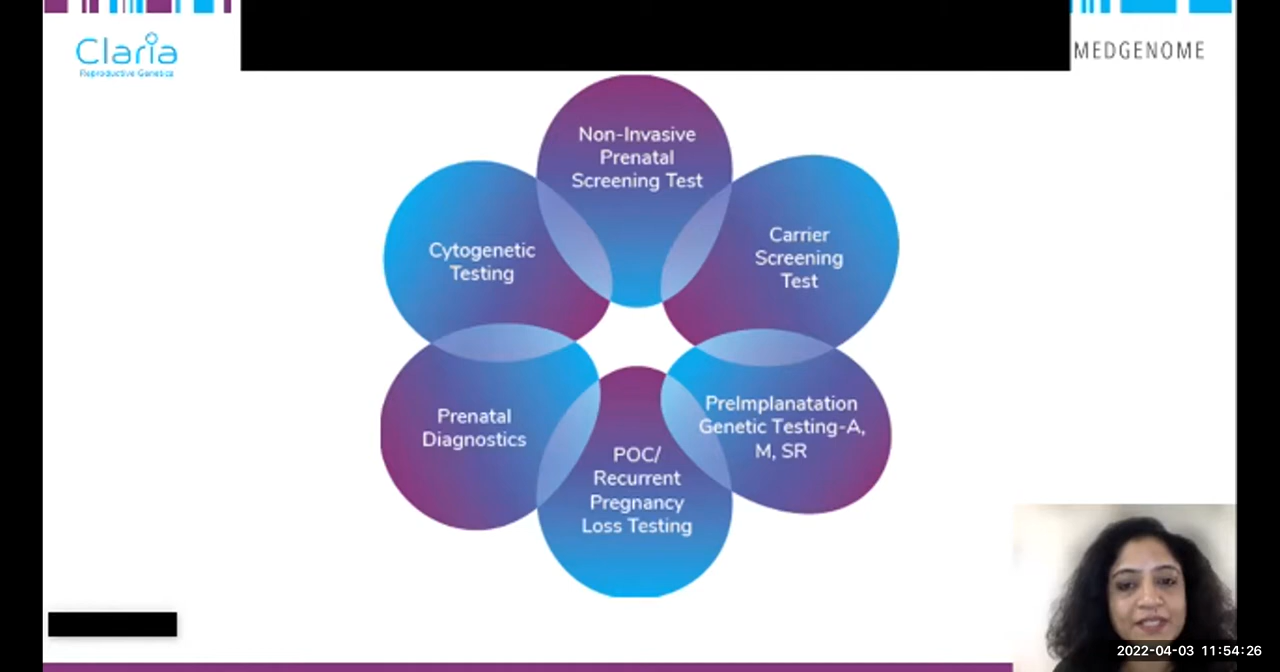 Claria
Reproductive Genetics
MEDGENOME
Non-Invasive
Prenatal
Screening Test
Carrier
Screening
Test
PreImplanatation
Genetic Testing-A,
M, SR
POC/
Recurrent
Pregnancy
Loss Testing
Prenatal
Diagnostics
Cytogenetic
Testing
2022-04-03 11:54:26